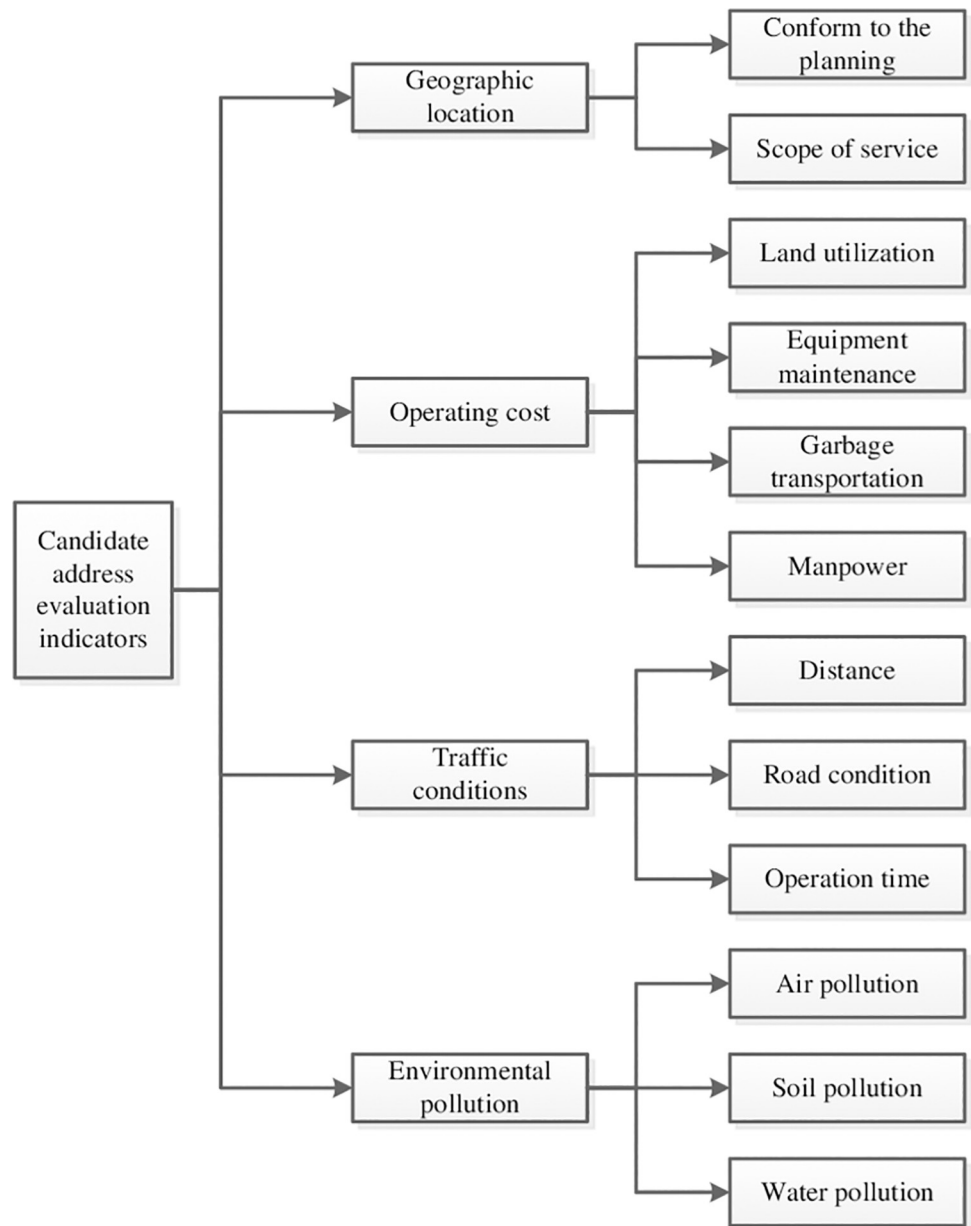 Candidate
address
evaluation
indicators
Geographic
location
Conform to the
planning
Scope of service
Operating cost
Land utilization
Equipment
maintenance
Garbage
transportation
Manpower
Traffic
conditions
Distance
Road condition
Operation time
Environmental
pollution
Air pollution
Soil pollution
Water pollution